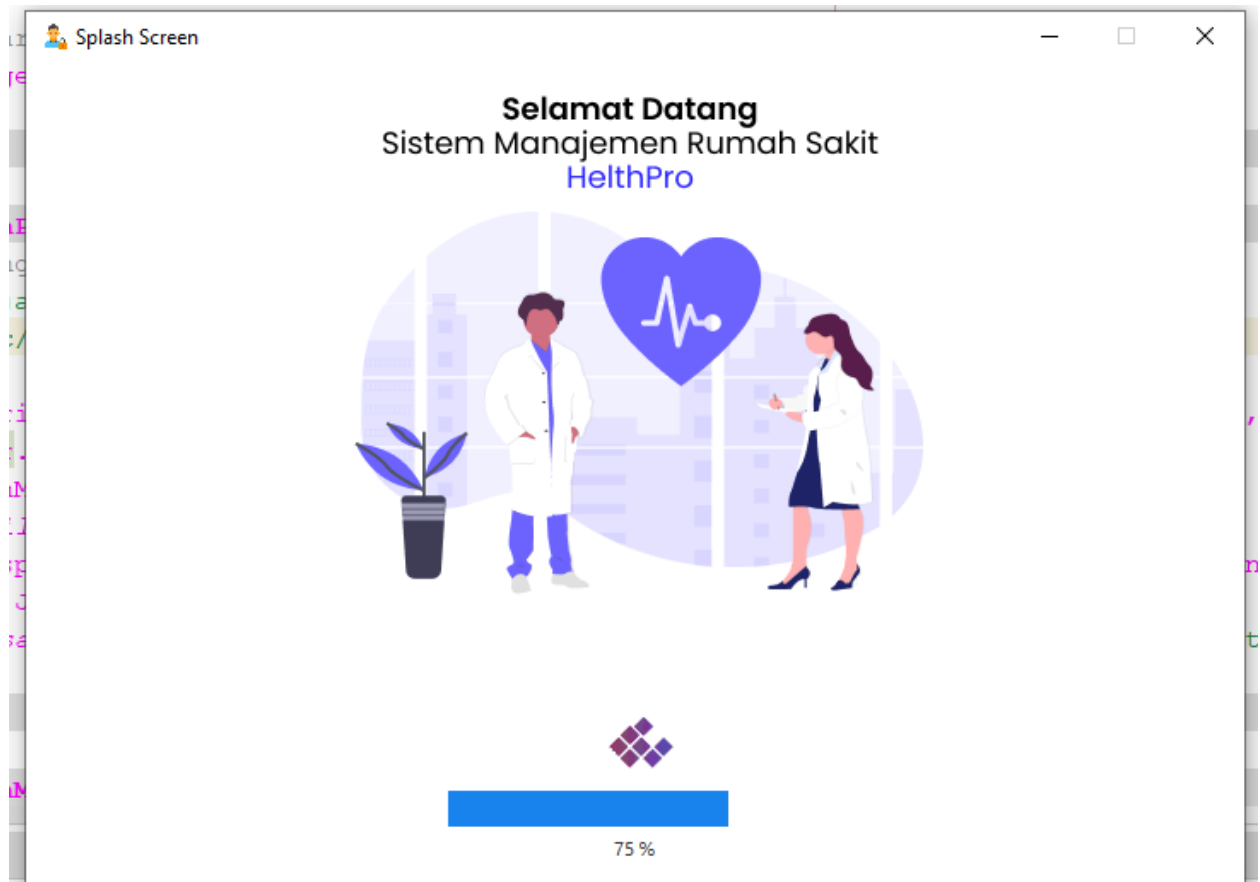 Splash Screen
Selamat Datang
Sistem Manajemen Rumah Sakit
HelthPro
75 %